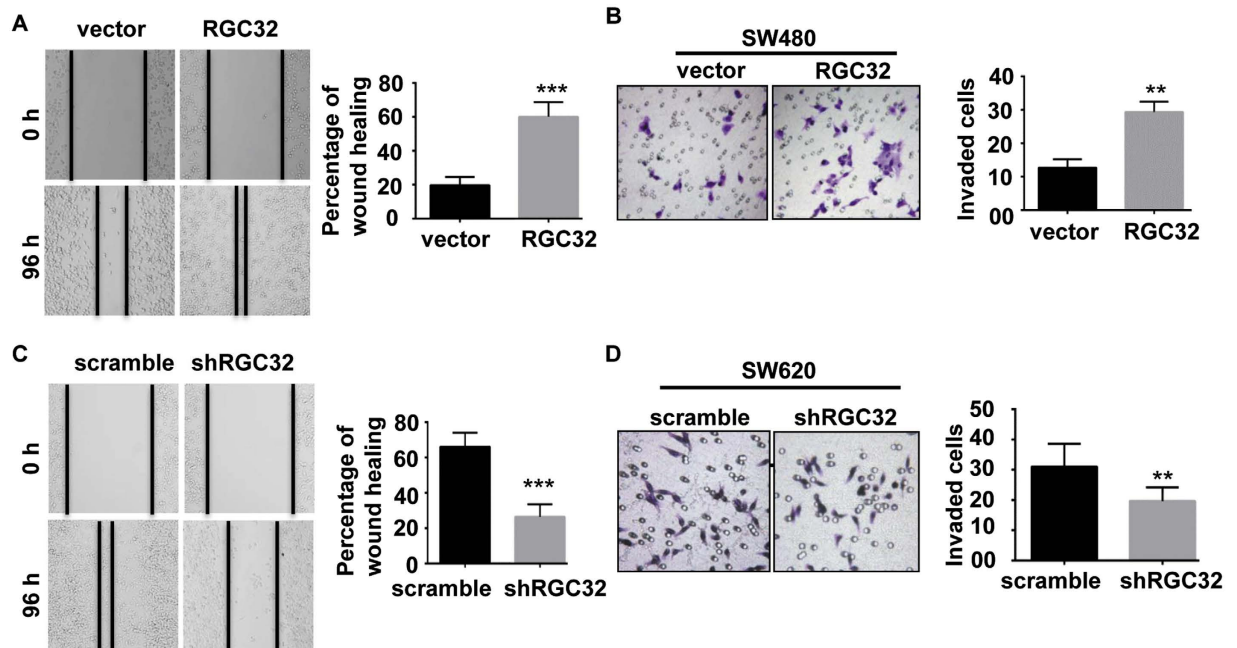 A
vector RGC32
0 h
96 h
Percentage of
wound healing
80
60
40
20
0
***
vector RGC32
B
SW480
vector RGC32
Invaded cells
40
30
20
10
00
**
vector RGC32
C
scramble shRGC32
0 h
96 h
Percentage of
wound healing
80
60
40
20
0
***
scramble shRGC32
D
SW620
scramble shRGC32
Invaded cells
50
40
30
20
10
00
**
scramble shRGC32